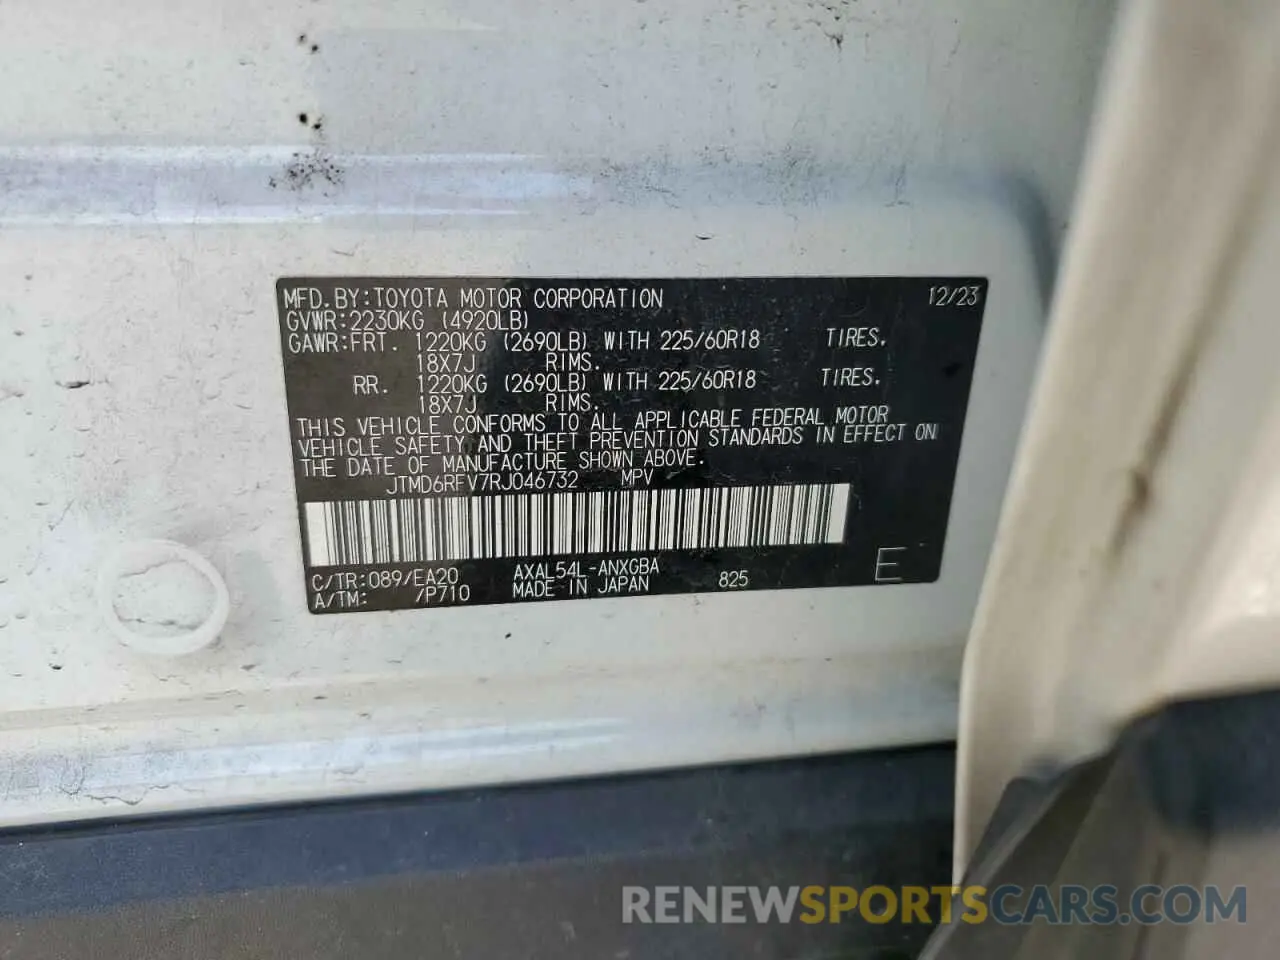 MFD.BY:TOYOTA MOTOR CORPORATION 12/23
GVWR:2230KG (4920LB)
GAWR:FRT. 1220KG (2690LB) WITH 225/60R18 TIRES.
18X7J RIMS.
RR. 1220KG (2690LB) WITH 225/60R18 TIRES.
18X7J RIMS.
THIS VEHICLE CONFORMS TO ALL APPLICABLE FEDERAL MOTOR
VEHICLE SAFETY AND THEFT PREVENTION STANDARDS IN EFFECT ON
THE DATE OF MANUFACTURE SHOWN ABOVE.
JTMD6RFV7RJ046732 MPV
C/TR:089/EA20 AXAL54L-ANXGBA
A/TM: /P710 MADE IN JAPAN 825 E
RENEWSPORTSCARS.COM